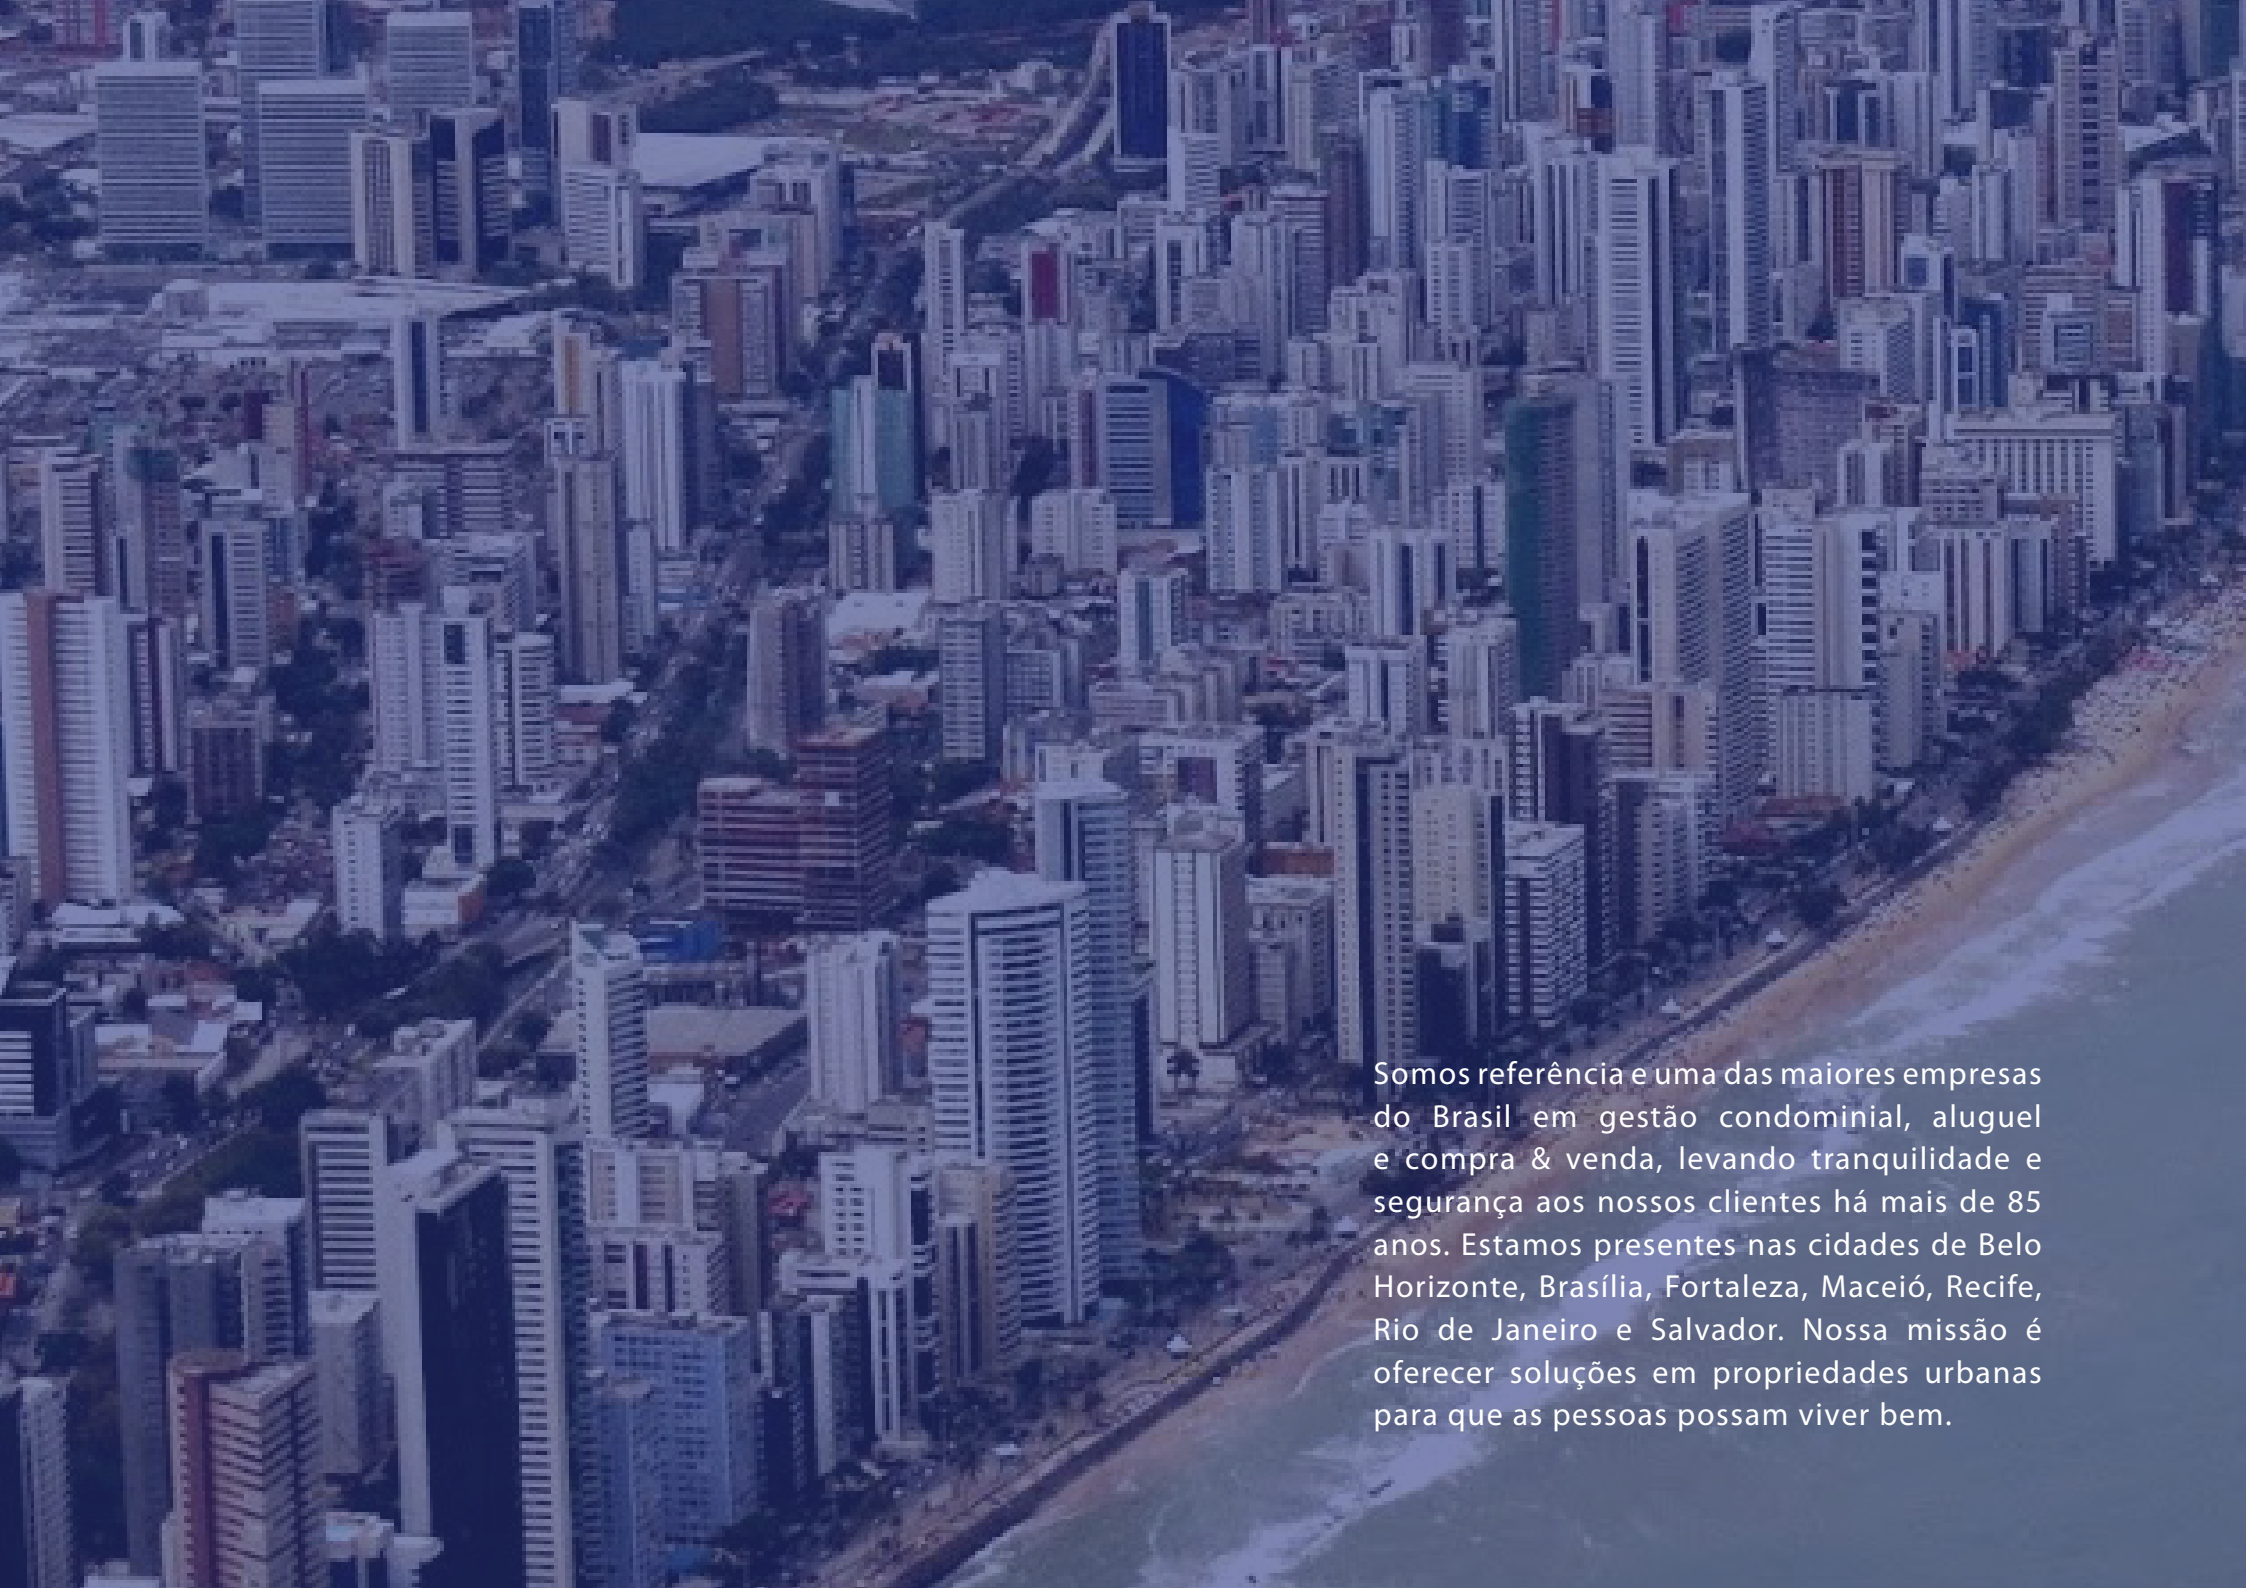 Somos referência e uma das maiores empresas
do Brasil em gestão condominial, aluguel
e compra & venda, levando tranquilidade e
segurança aos nossos clientes há mais de 85
anos. Estamos presentes nas cidades de Belo
Horizonte, Brasília, Fortaleza, Maceió, Recife,
Rio de Janeiro e Salvador. Nossa missão é
oferecer soluções em propriedades urbanas
para que as pessoas possam viver bem.